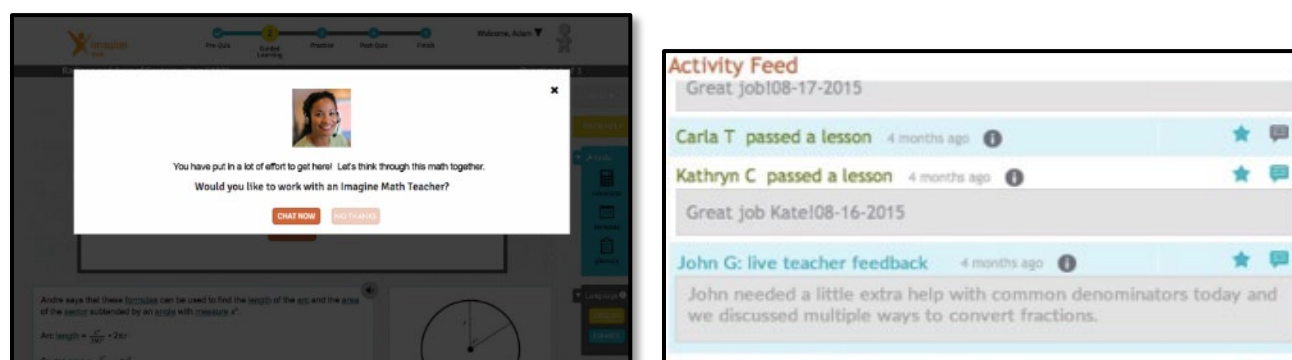 imagine
math
Pre-Quiz
2
Guided
Learning
Practice
Post Quiz
Finish
Welcome, Adam
You have put in a lot of effort to get here! Let's think through this math together.
Would you like to work with an Imagine Math Teacher?
CHAT NOW
NO THANKS
Andre says that these formulas can be used to find the length of the arc and the area
of the sector subtended by an angle with measure x°.
Arc length =
Language
Activity Feed
Great job!08-17-2015
Carla T passed a lesson 4 months ago
Kathryn C passed a lesson 4 months ago
Great job Kate!08-16-2015
John G: live teacher feedback 4 months ago
John needed a little extra help with common denominators today and
we discussed multiple ways to convert fractions.